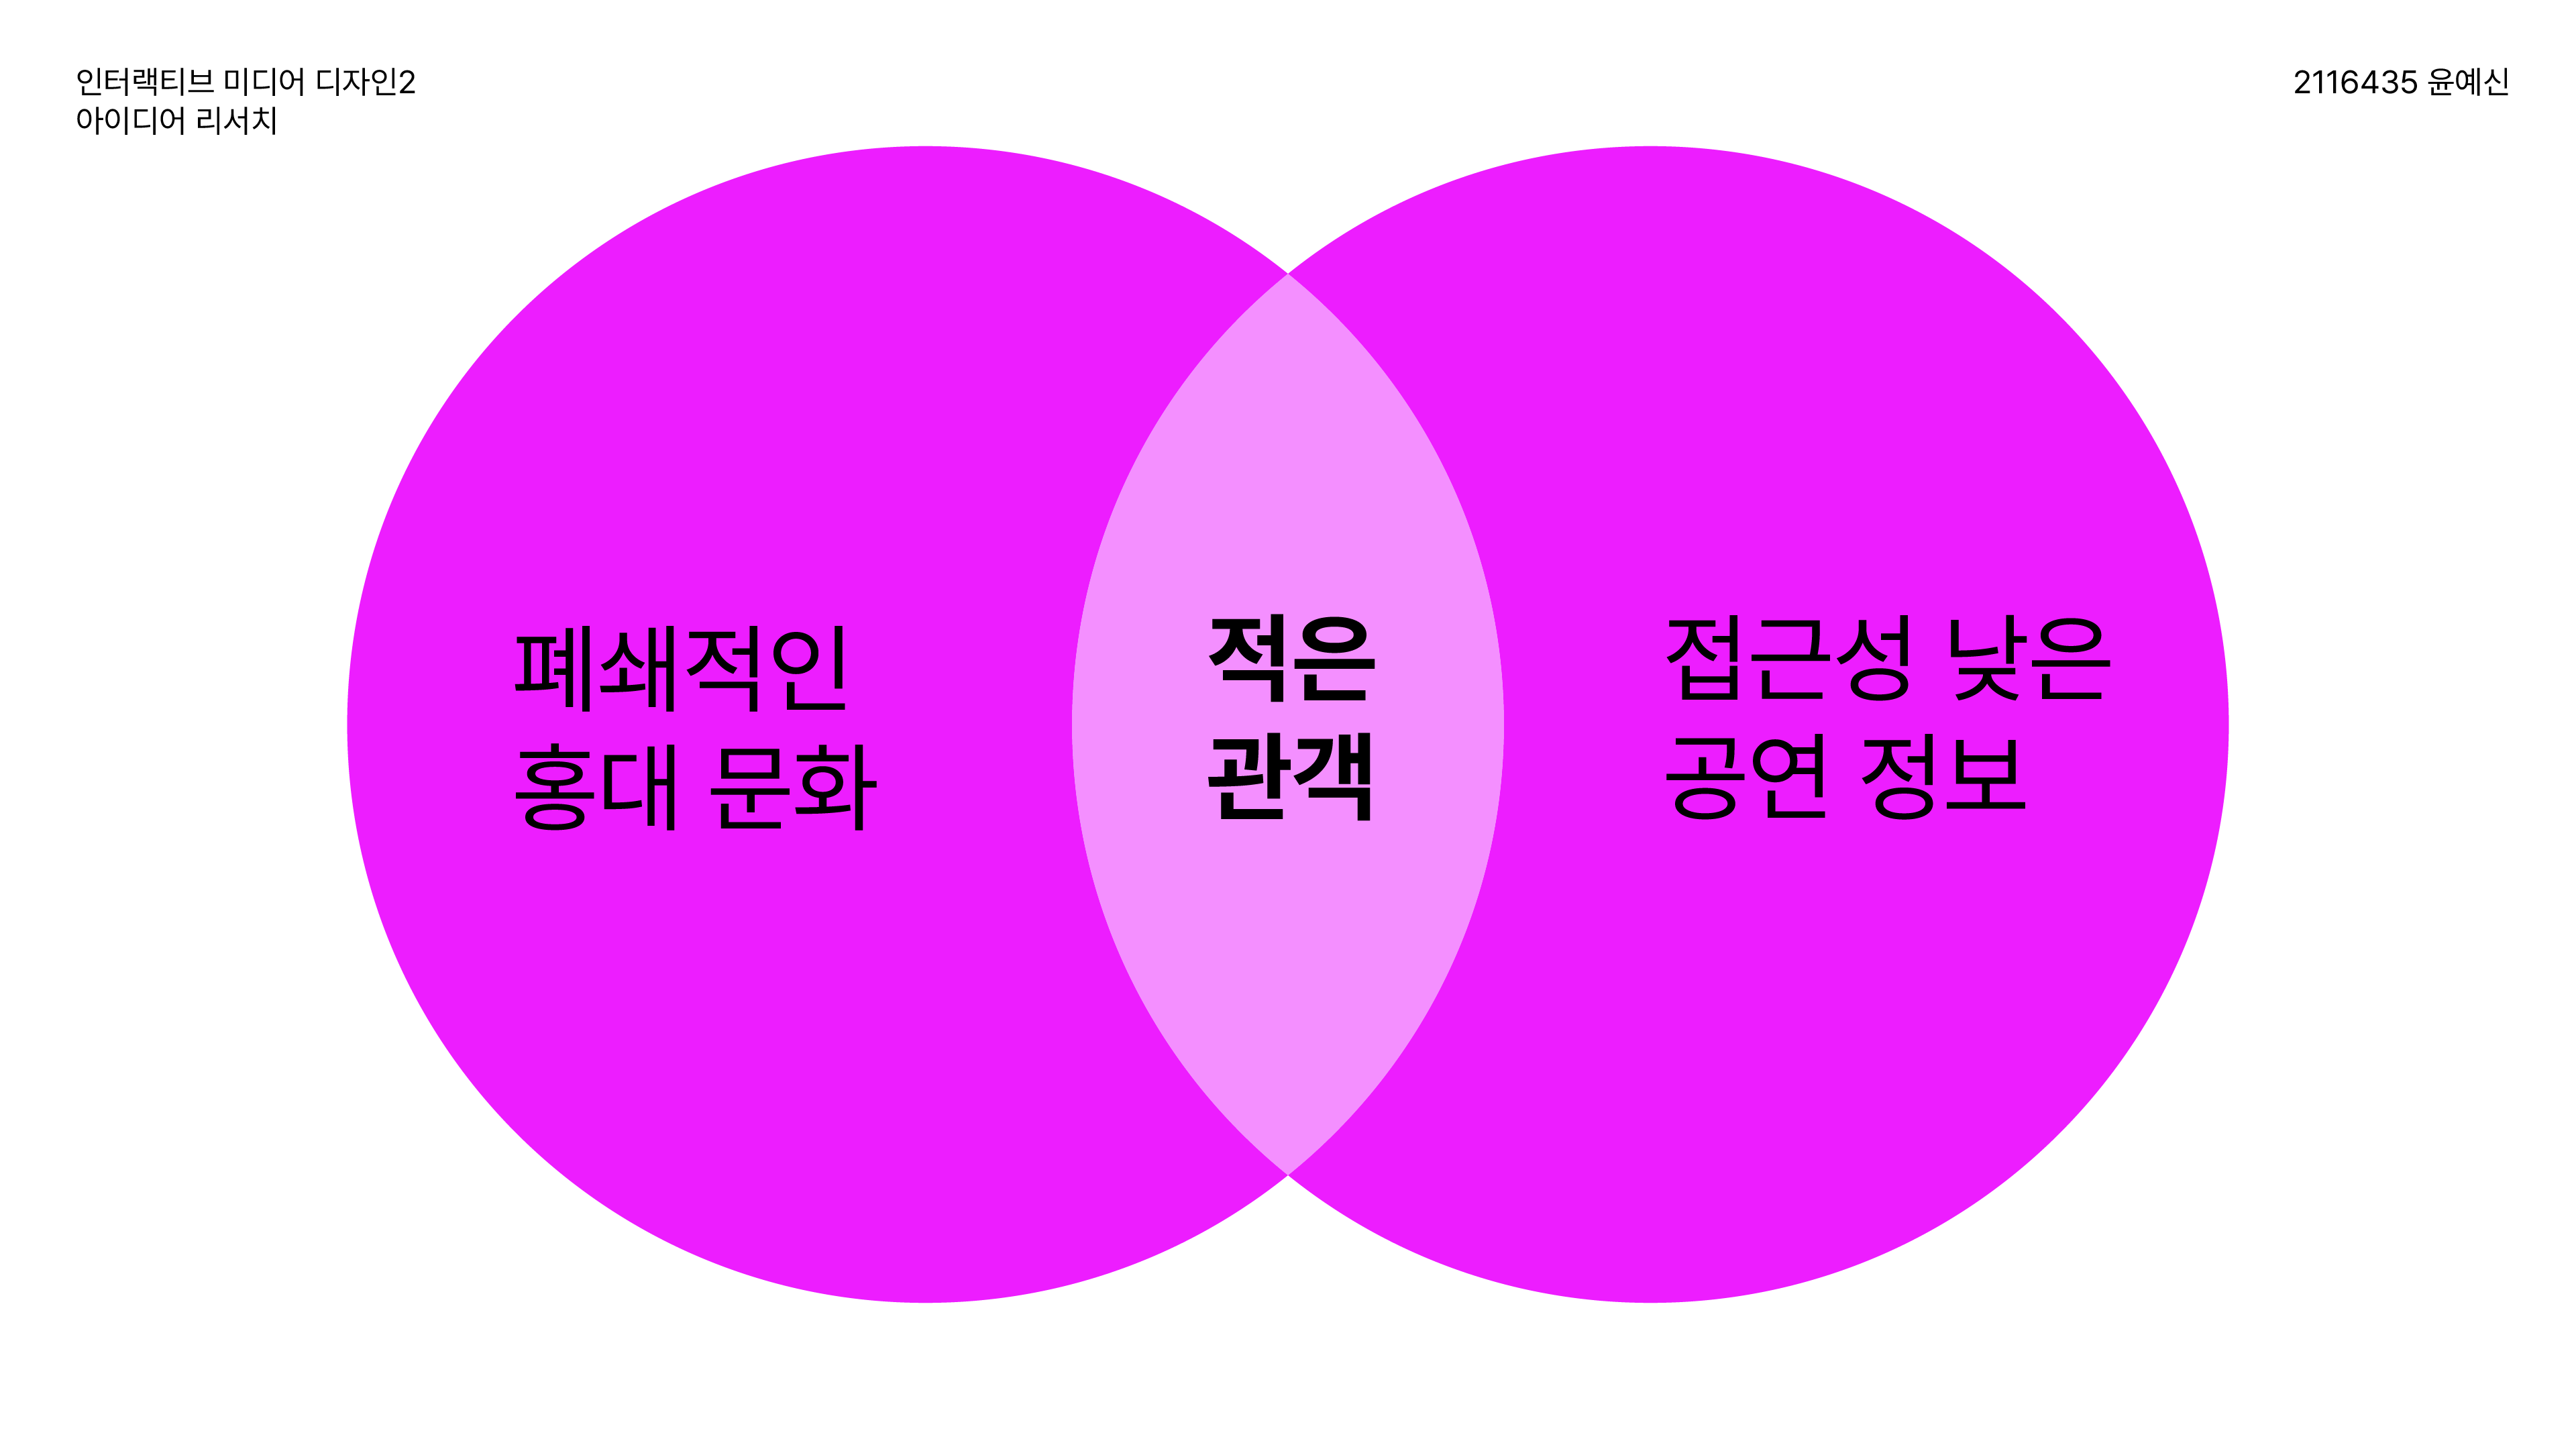 인터랙티브 미디어 디자인2
아이디어 리서치
2116435 윤예신
폐쇄적인
홍대 문화
적은
관객
접근성 낮은
공연 정보